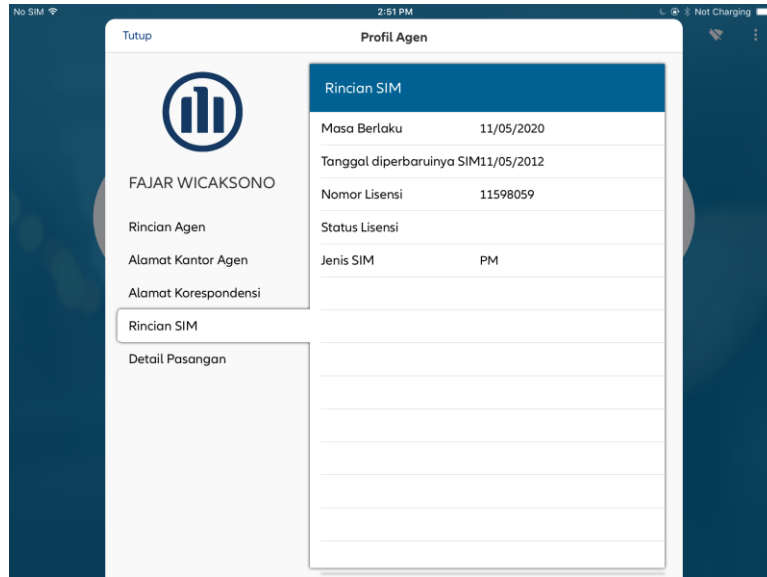 No SIM 2:51 PM Not Charging
Tutup Profil Agen
FAJAR WICAKSONO
Rincian Agen
Alamat Kantor Agen
Alamat Korespondensi
Rincian SIM
Detail Pasangan
Rincian SIM
Masa Berlaku 11/05/2020
Tanggal diperbaruinya SIM11/05/2012
Nomor Lisensi 11598059
Status Lisensi
Jenis SIM PM